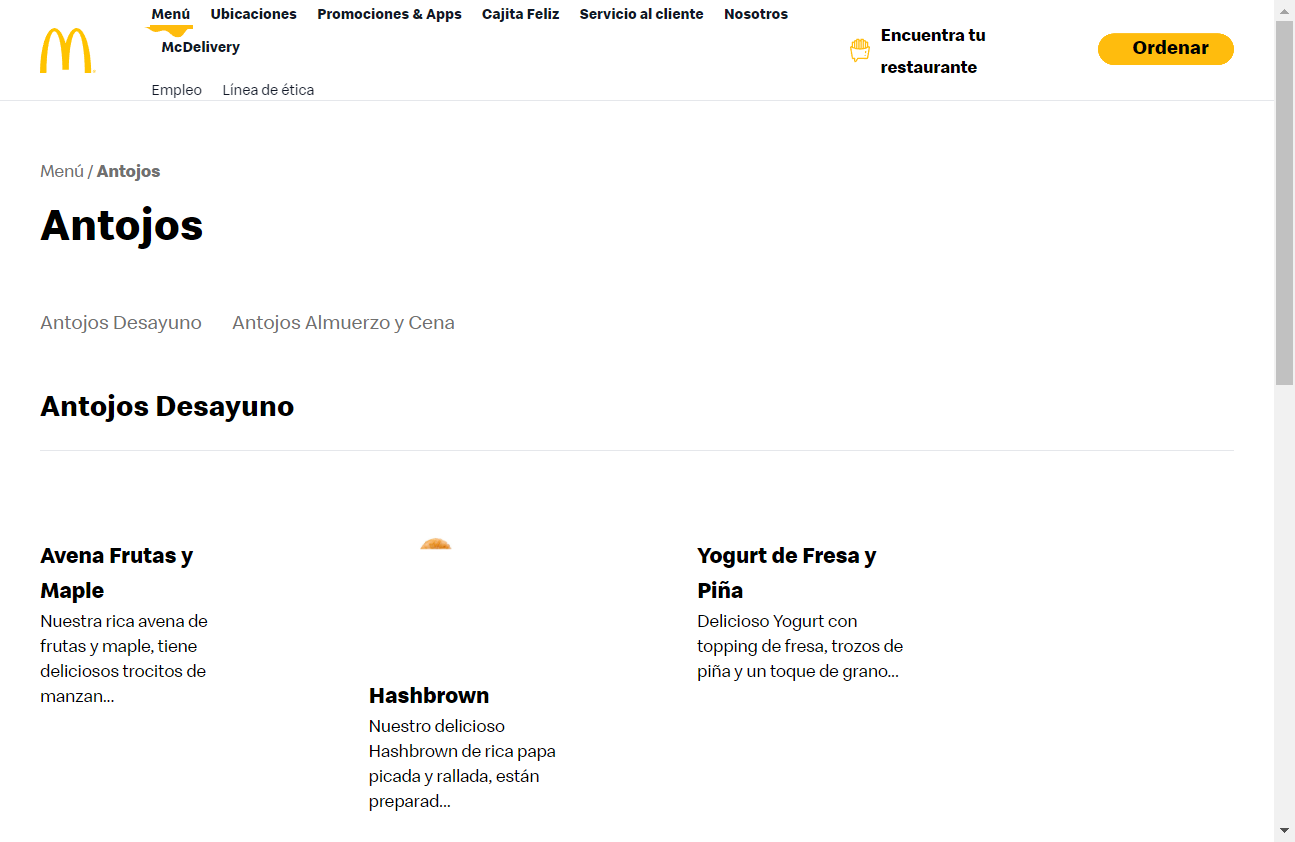 Menú Ubicaciones Promociones & Apps Cajita Feliz Servicio al cliente Nosotros
McDelivery
Empleo Línea de ética
Encuentra tu
restaurante
Ordenar
Menú / Antojos
Antojos
Antojos Desayuno Antojos Almuerzo y Cena
Antojos Desayuno
Avena Frutas y
Maple
Nuestra rica avena de
frutas y maple, tiene
deliciosos trocitos de
manzan...
Hashbrown
Nuestro delicioso
Hashbrown de rica papa
picada y rallada, están
preparad...
Yogurt de Fresa y
Piña
Delicioso Yogurt con
topping de fresa, trozos de
piña y un toque de grano...